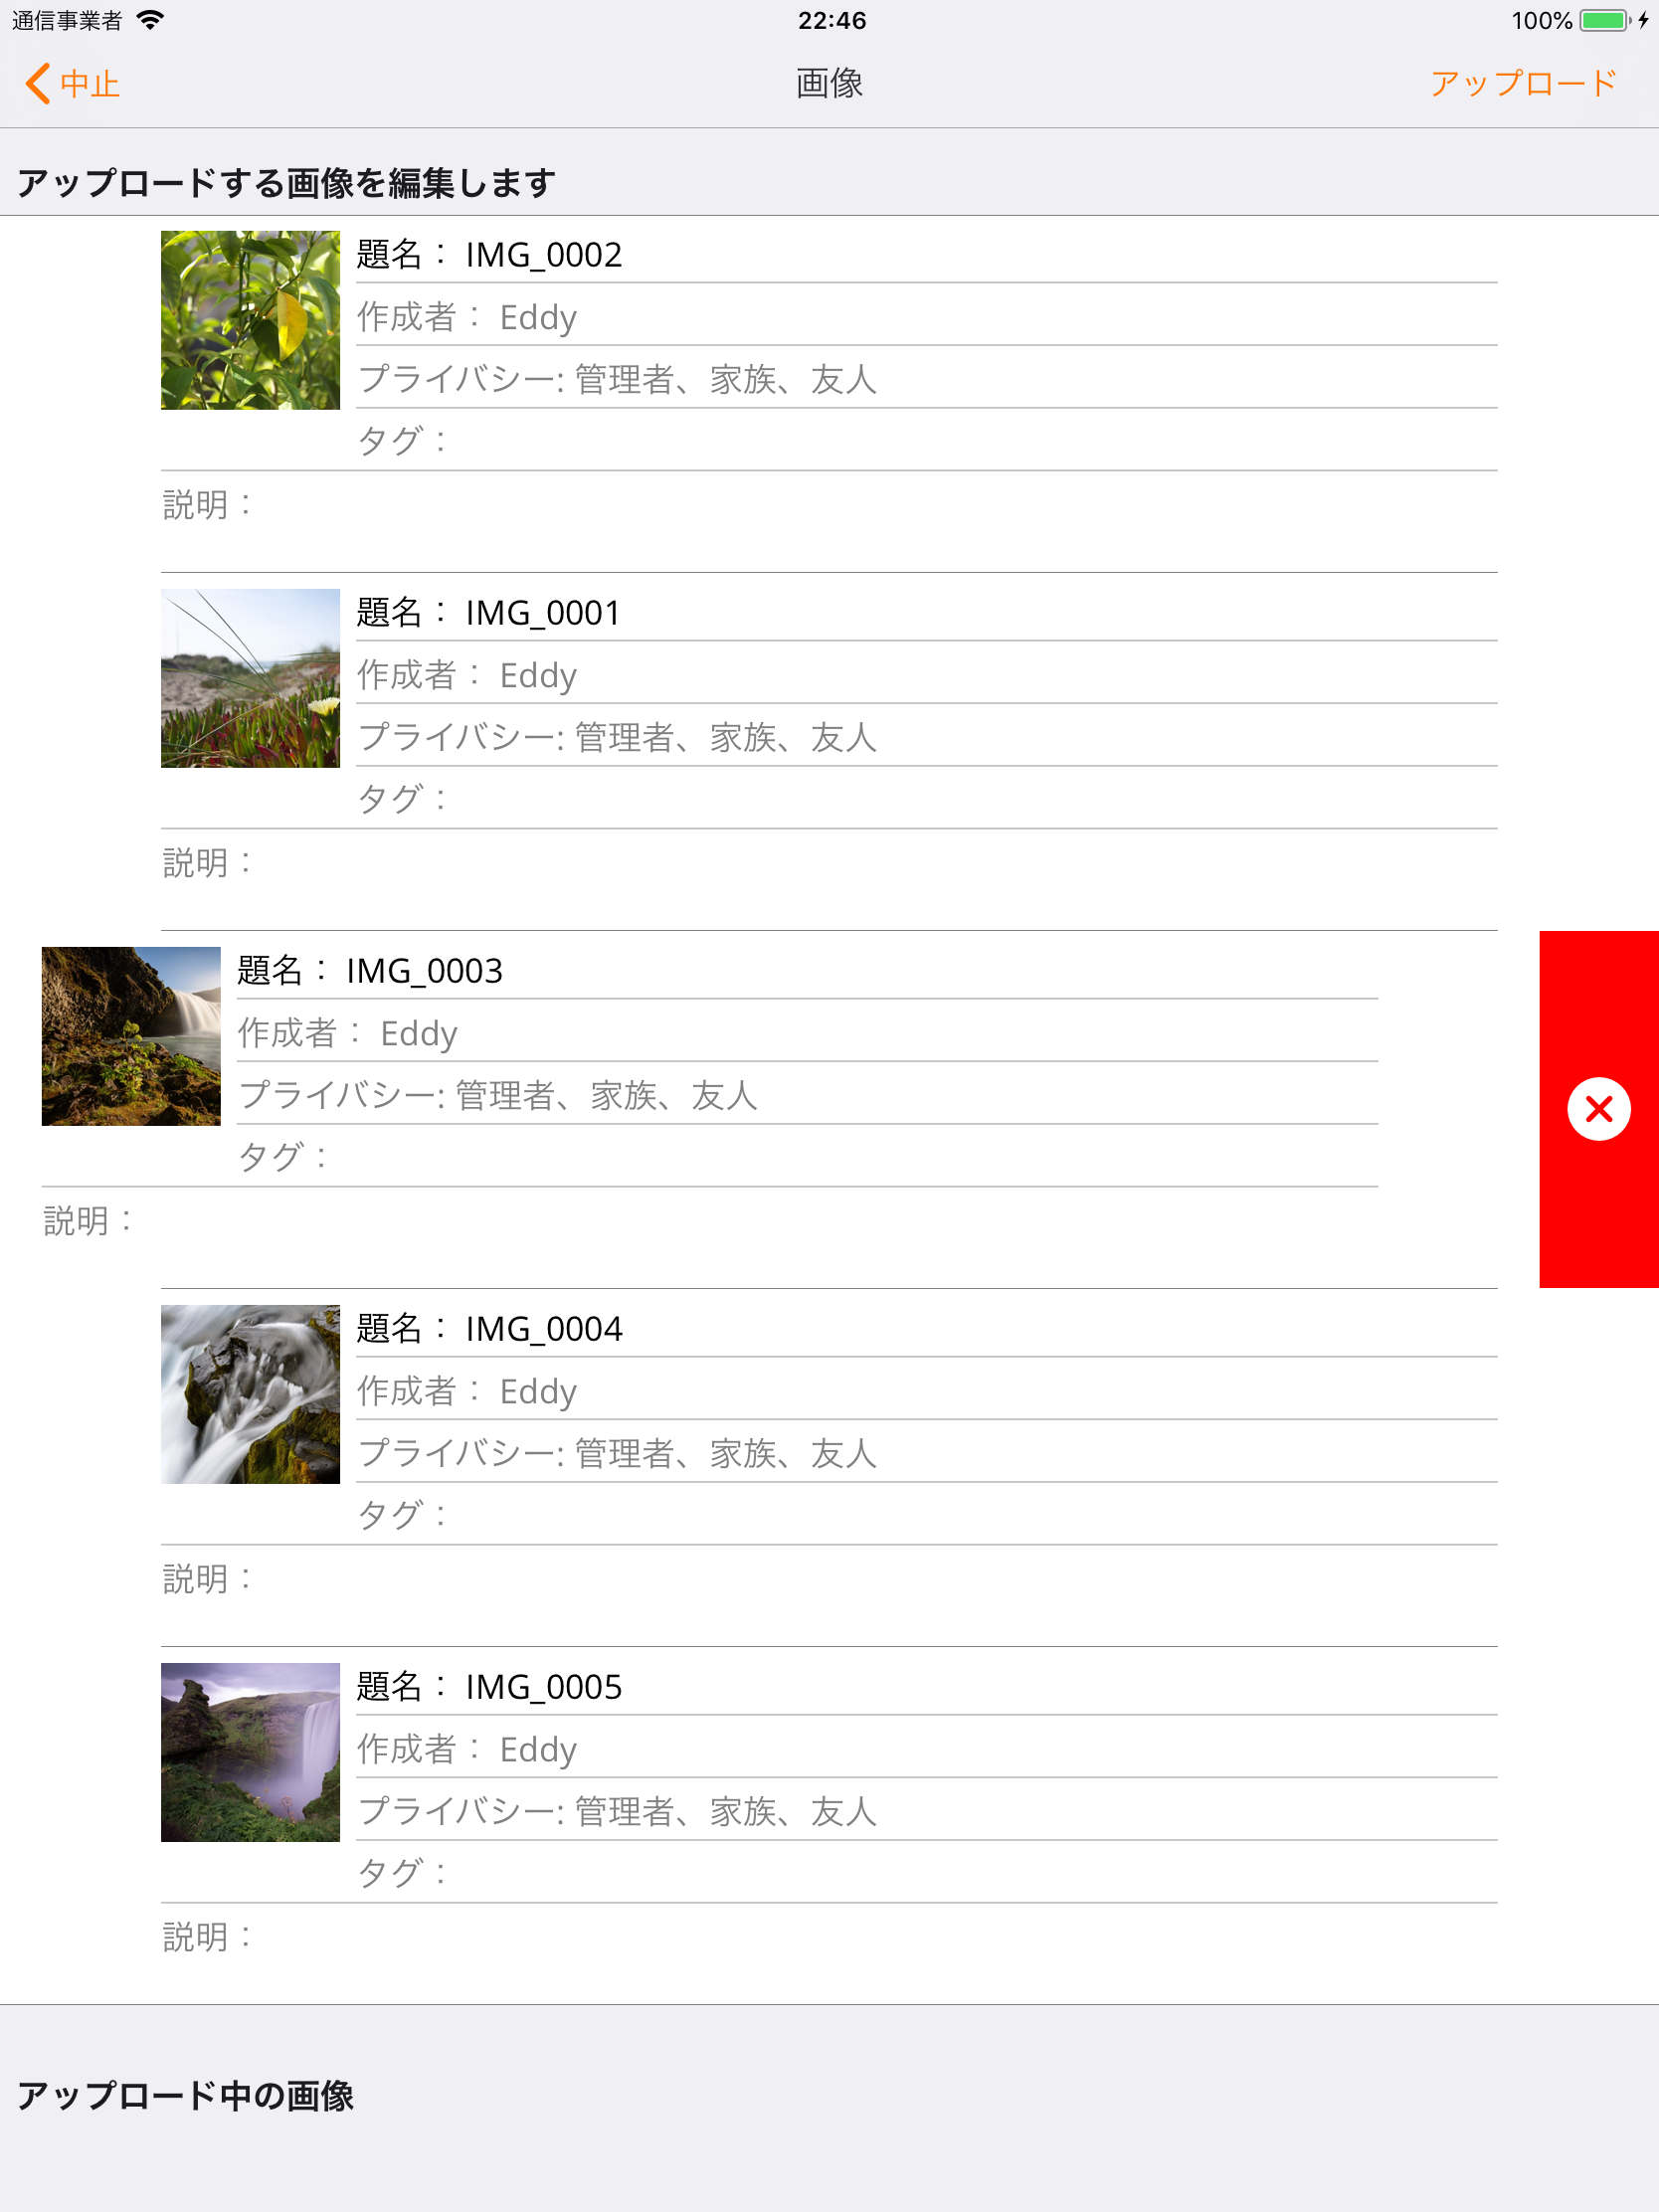 通信事業者 22:46 100%
中止 画像 アップロード
アップロードする画像を編集します
題名： IMG_0002
作成者： Eddy
プライバシー: 管理者、家族、友人
タグ：
説明：
題名： IMG_0001
作成者： Eddy
プライバシー: 管理者、家族、友人
タグ：
説明：
題名： IMG_0003
作成者： Eddy
プライバシー: 管理者、家族、友人
タグ：
説明：
題名： IMG_0004
作成者： Eddy
プライバシー: 管理者、家族、友人
タグ：
説明：
題名： IMG_0005
作成者： Eddy
プライバシー: 管理者、家族、友人
タグ：
説明：
アップロード中の画像